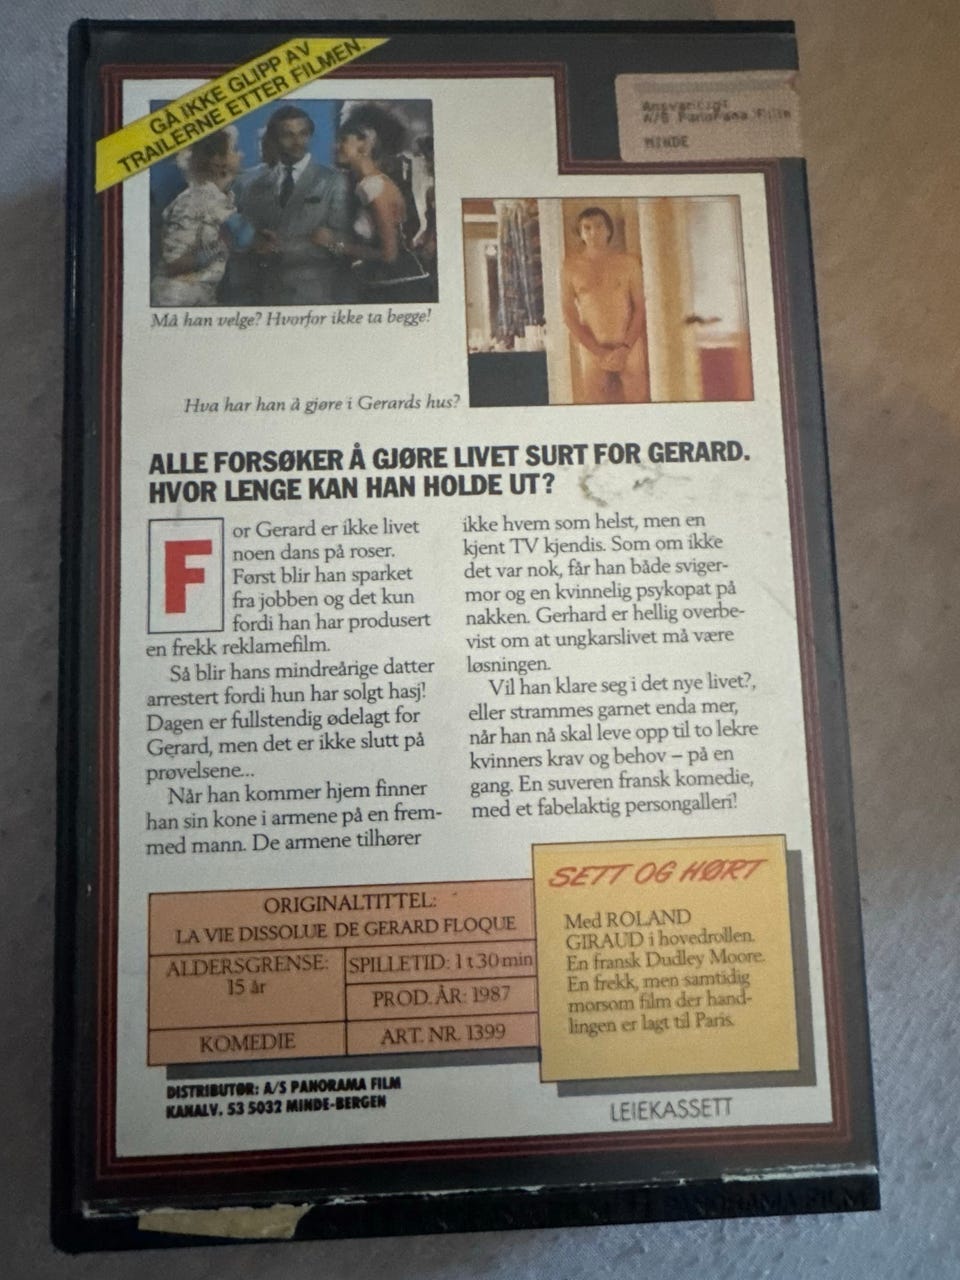 GÅ IKKE GLIPP AV
TRAILERNE ETTER FILMEN.
Ansvarlig:
A/S PanoRama Film
MINDE
Må han velge? Hvorfor ikke ta begge!
Hva har han å gjøre i Gerards hus?
ALLE FORSØKER Å GJØRE LIVET SURT FOR GERARD.
HVOR LENGE KAN HAN HOLDE UT?
For Gerard er ikke livet
noen dans på roser.
Først blir han sparket
fra jobben og det kun
fordi han har produsert
en frekk reklamefilm.
Så blir hans mindreårige datter
arrestert fordi hun har solgt hasj!
Dagen er fullstendig ødelagt for
Gerard, men det er ikke slutt på
prøvelsene...
Når han kommer hjem finner
han sin kone i armene på en frem-
med mann. De armene tilhører
ikke hvem som helst, men en
kjent TV kjendis. Som om ikke
det var nok, får han både sviger-
mor og en kvinnelig psykopat på
nakken. Gerhard er hellig overbe-
vist om at ungkarslivet må være
løsningen.
Vil han klare seg i det nye livet?,
eller strammes garnet enda mer,
når han nå skal leve opp til to lekre
kvinners krav og behov – på en
gang. En suveren fransk komedie,
med et fabelaktig persongalleri!
ORIGINALTITTEL:
LA VIE DISSOLUE DE GERARD FLOQUE
ALDERSGRENSE:
15 år
SPILLETID: 1 t 30 min
PROD. ÅR: 1987
KOMEDIE
ART. NR. 1399
SETT OG HØRT
Med ROLAND
GIRAUD i hovedrollen.
En fransk Dudley Moore.
En frekk, men samtidig
morsom film der hand-
lingen er lagt til Paris.
DISTRIBUTØR: A/S PANORAMA FILM
KANALV. 53 5032 MINDE-BERGEN
LEIEKASSETT
PANORAMA FILM